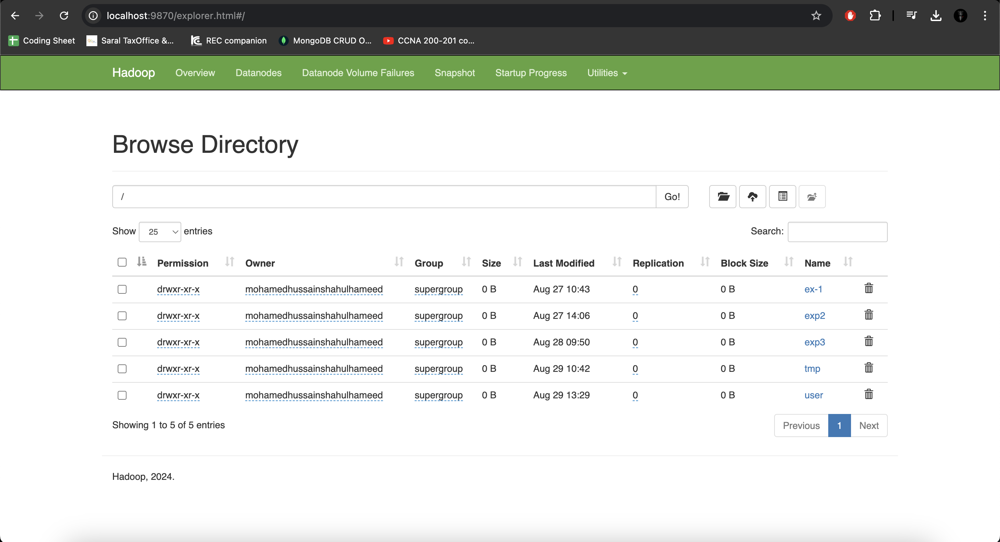 localhost:9870/explorer.html#/
Coding Sheet Saral TaxOffice &... REC companion MongoDB CRUD O... CCNA 200-201 co...
Hadoop Overview Datanodes Datanode Volume Failures Snapshot Startup Progress Utilities
Browse Directory
/ Go!
Show 25 entries Search:
Permission Owner Group Size Last Modified Replication Block Size Name
drwxr-xr-x mohamedhussainshahulhameed supergroup 0 B Aug 27 10:43 0 0 B ex-1
drwxr-xr-x mohamedhussainshahulhameed supergroup 0 B Aug 27 14:06 0 0 B exp2
drwxr-xr-x mohamedhussainshahulhameed supergroup 0 B Aug 28 09:50 0 0 B exp3
drwxr-xr-x mohamedhussainshahulhameed supergroup 0 B Aug 29 10:42 0 0 B tmp
drwxr-xr-x mohamedhussainshahulhameed supergroup 0 B Aug 29 13:29 0 0 B user
Showing 1 to 5 of 5 entries Previous 1 Next
Hadoop, 2024.